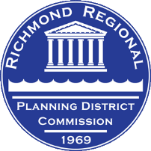 RICHMOND REGIONAL
PLANNING DISTRICT
COMMISSION
1969